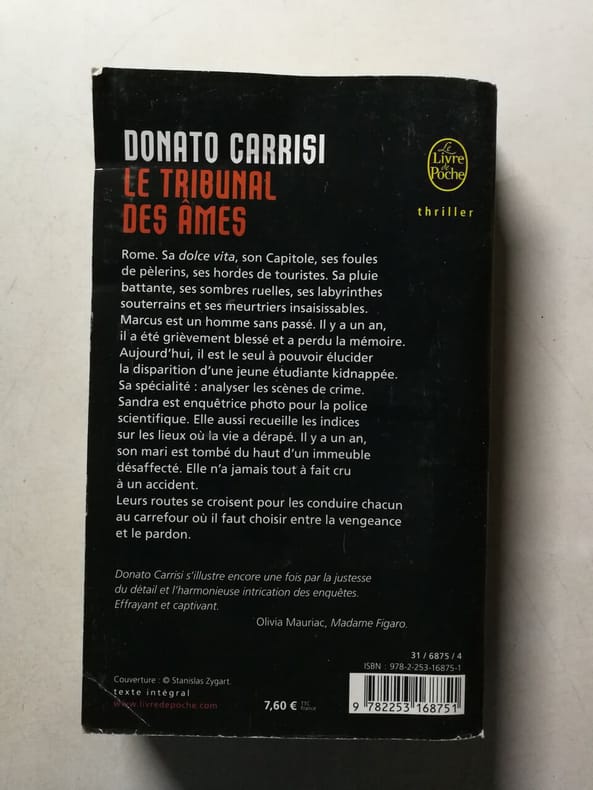 DONATO CARRISI
LE TRIBUNAL
DES ÂMES
Le
Livre
de
Poche
thriller
Rome. Sa dolce vita, son Capitole, ses foules
de pèlerins, ses hordes de touristes. Sa pluie
battante, ses sombres ruelles, ses labyrinthes
souterrains et ses meurtriers insaisissables.
Marcus est un homme sans passé. Il y a un an,
il a été grièvement blessé et a perdu la mémoire.
Aujourd'hui, il est le seul à pouvoir élucider
la disparition d'une jeune étudiante kidnappée.
Sa spécialité : analyser les scènes de crime.
Sandra est enquêtrice photo pour la police
scientifique. Elle aussi recueille les indices
sur les lieux où la vie a dérapé. Il y a un an,
son mari est tombé du haut d'un immeuble
désaffecté. Elle n'a jamais tout à fait cru
à un accident.
Leurs routes se croisent pour les conduire chacun
au carrefour où il faut choisir entre la vengeance
et le pardon.
Donato Carrisi s'illustre encore une fois par la justesse
du détail et l'harmonieuse intrication des enquêtes.
Effrayant et captivant.
Olivia Mauriac, Madame Figaro.
31 / 6875 / 4
ISBN : 978-2-253-16875-1
Couverture : © Stanislas Zygart.
texte intégral
www.livredepoche.com
7,60 € TTC
France
9 782253 168751